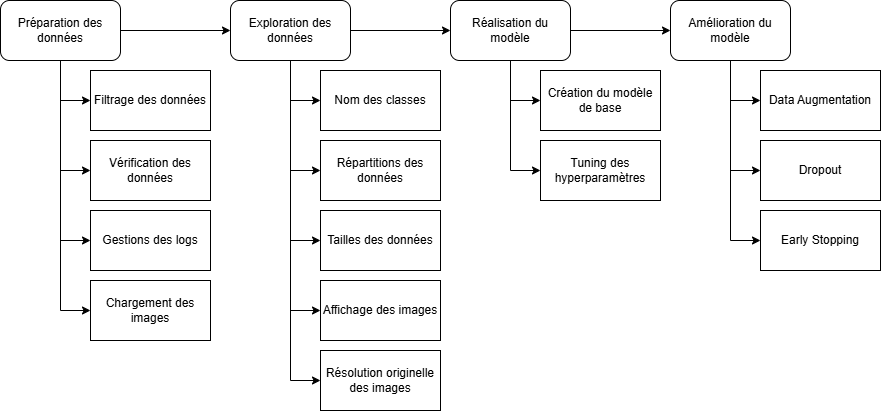 Préparation des
données
Exploration des
données
Réalisation du
modèle
Amélioration du
modèle
Filtrage des données
Vérification des
données
Gestions des logs
Chargement des
images
Nom des classes
Répartitions des
données
Tailles des données
Affichage des images
Résolution originelle
des images
Création du modèle
de base
Tuning des
hyperparamètres
Data Augmentation
Dropout
Early Stopping